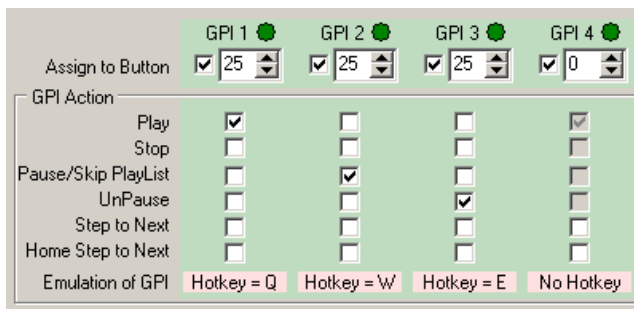 GPI 1 GPI 2 GPI 3 GPI 4
Assign to Button 25 25 25 0
GPI Action
Play
Stop
Pause/Skip PlayList
UnPause
Step to Next
Home Step to Next
Emulation of GPI Hotkey = Q Hotkey = W Hotkey = E No Hotkey